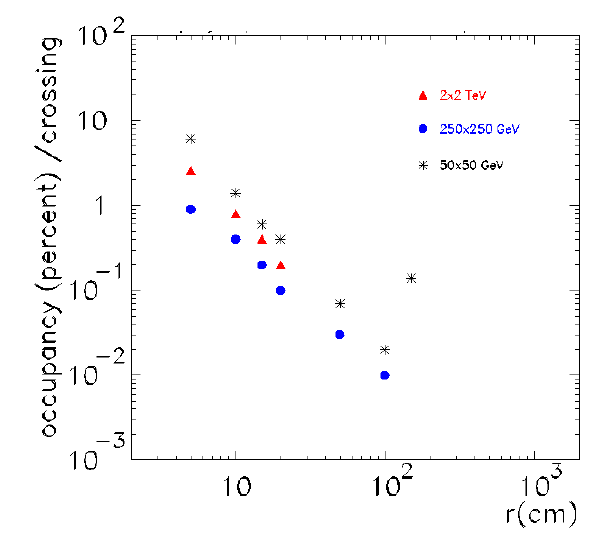 10^2
10
1
10^-1
10^-2
10^-3
occupancy (percent) /crossing
2x2 TeV
250x250 GeV
50x50 GeV
10 10^2 10^3
r(cm)